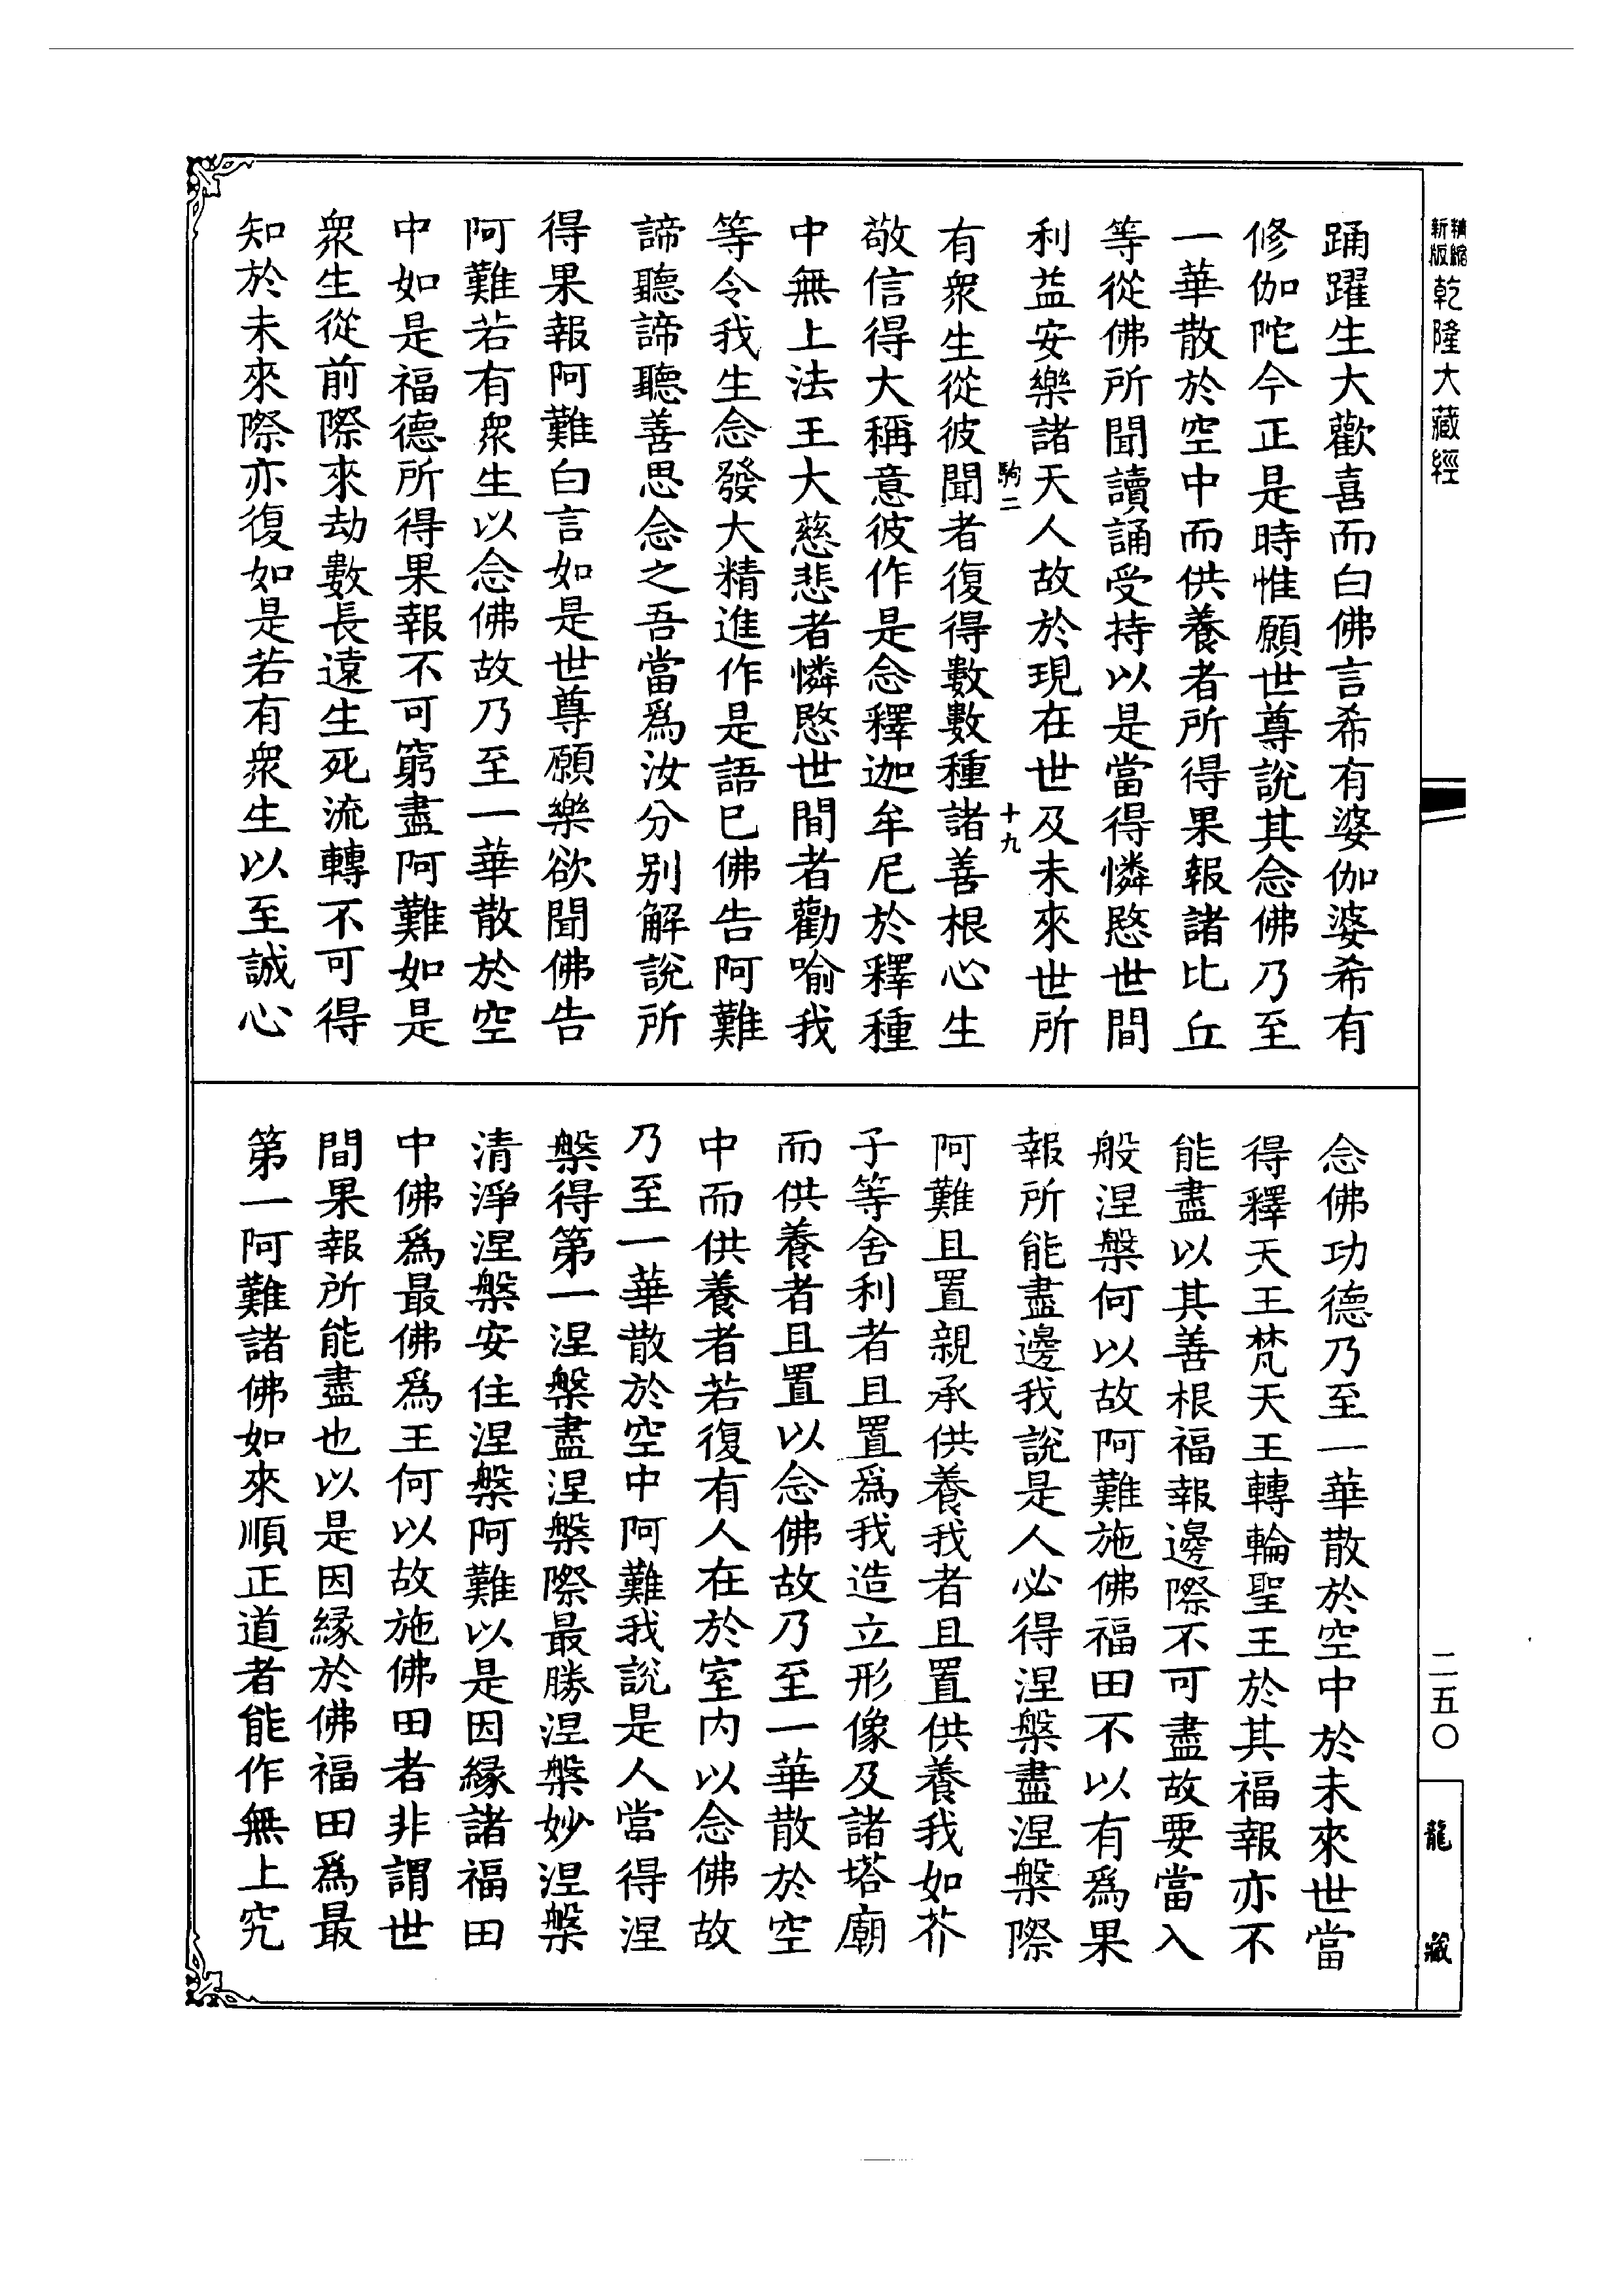 精縮
新版
乾隆大藏經
踊躍生大歡喜而白佛言希有婆伽婆希有
修伽陀今正是時惟願世尊說其念佛乃至
一華散於空中而供養者所得果報諸比丘
等從佛所聞讀誦受持以是當得憐愍世間
利益安樂諸天人故於現在世及未來世所
駒二
十九
有衆生從彼聞者復得數數種諸善根心生
敬信得大稱意彼作是念釋迦牟尼於釋種
中無上法王大慈悲者憐愍世間者勸喻我
等令我生念發大精進作是語已佛告阿難
諦聽諦聽善思念之吾當爲汝分別解說所
得果報阿難白言如是世尊願樂欲聞佛告
阿難若有衆生以念佛故乃至一華散於空
中如是福德所得果報不可窮盡阿難如是
衆生從前際來劫數長遠生死流轉不可得
知於未來際亦復如是若有衆生以至誠心
念佛功德乃至一華散於空中於未來世當
得釋天王梵天王轉輪聖王於其福報亦不
能盡以其善根福報邊際不可盡故要當入
般涅槃何以故阿難施佛福田不以有爲果
報所能盡邊我說是人必得涅槃盡涅槃際
阿難且置親承供養我者且置供養我如芥
子等舍利者且置爲我造立形像及諸塔廟
而供養者且置以念佛故乃至一華散於空
中而供養者若復有人在於室內以念佛故
乃至一華散於空中阿難我說是人當得涅
槃得第一涅槃盡涅槃際最勝涅槃妙涅槃
清淨涅槃安住涅槃阿難以是因緣諸福田
中佛爲最佛爲王何以故施佛田者非謂世
間果報所能盡也以是因緣於佛福田爲最
第一阿難諸佛如來順正道者能作無上究
二五〇
龍藏